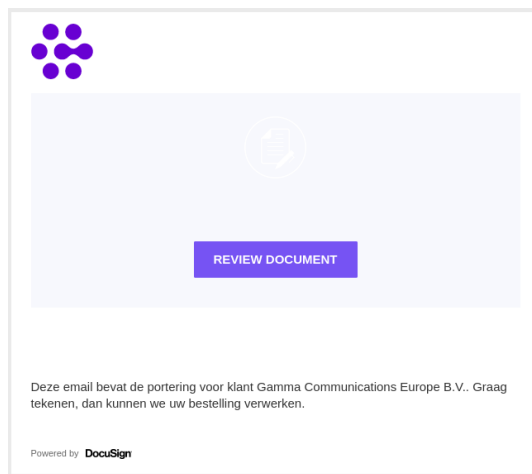 REVIEW DOCUMENT
Deze email bevat de portering voor klant Gamma Communications Europe B.V.. Graag
tekenen, dan kunnen we uw bestelling verwerken.
Powered by DocuSign